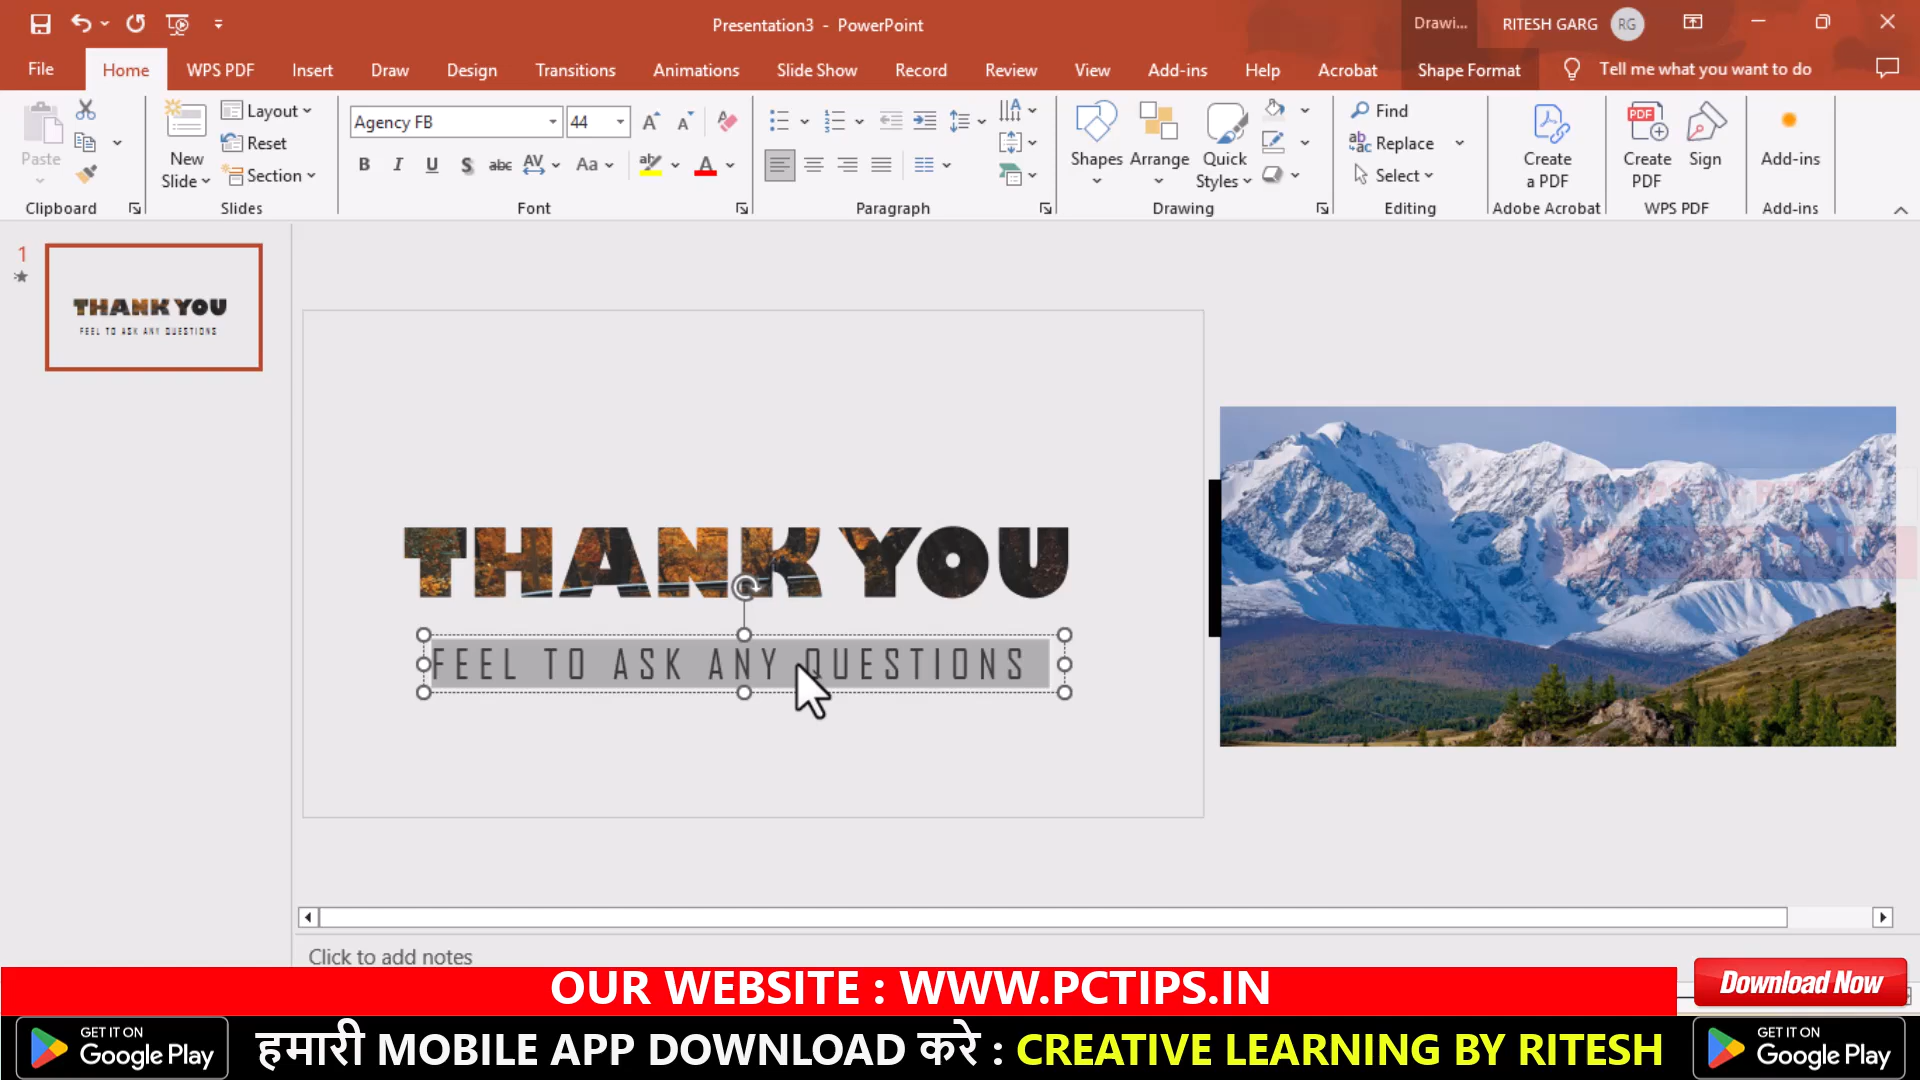 Presentation3 - PowerPoint
Drawi...
RITESH GARG
RG
File
Home
WPS PDF
Insert
Draw
Design
Transitions
Animations
Slide Show
Record
Review
View
Add-ins
Help
Acrobat
Shape Format
Tell me what you want to do
Paste
Clipboard
New
Slide
Layout
Reset
Section
Slides
Agency FB
44
B I U S abc AV Aa A
Font
Paragraph
Shapes
Arrange
Quick
Styles
Drawing
Find
Replace
Select
Editing
Create
a PDF
Adobe Acrobat
PDF
Create
PDF
Sign
WPS PDF
Add-ins
Add-ins
1
THANK YOU
FEEL TO ASK ANY QUESTIONS
THANK YOU
FEEL TO ASK ANY QUESTIONS
Click to add notes
OUR WEBSITE : WWW.PCTIPS.IN
Download Now
GET IT ON
Google Play
हमारी MOBILE APP DOWNLOAD करे : CREATIVE LEARNING BY RITESH
GET IT ON
Google Play